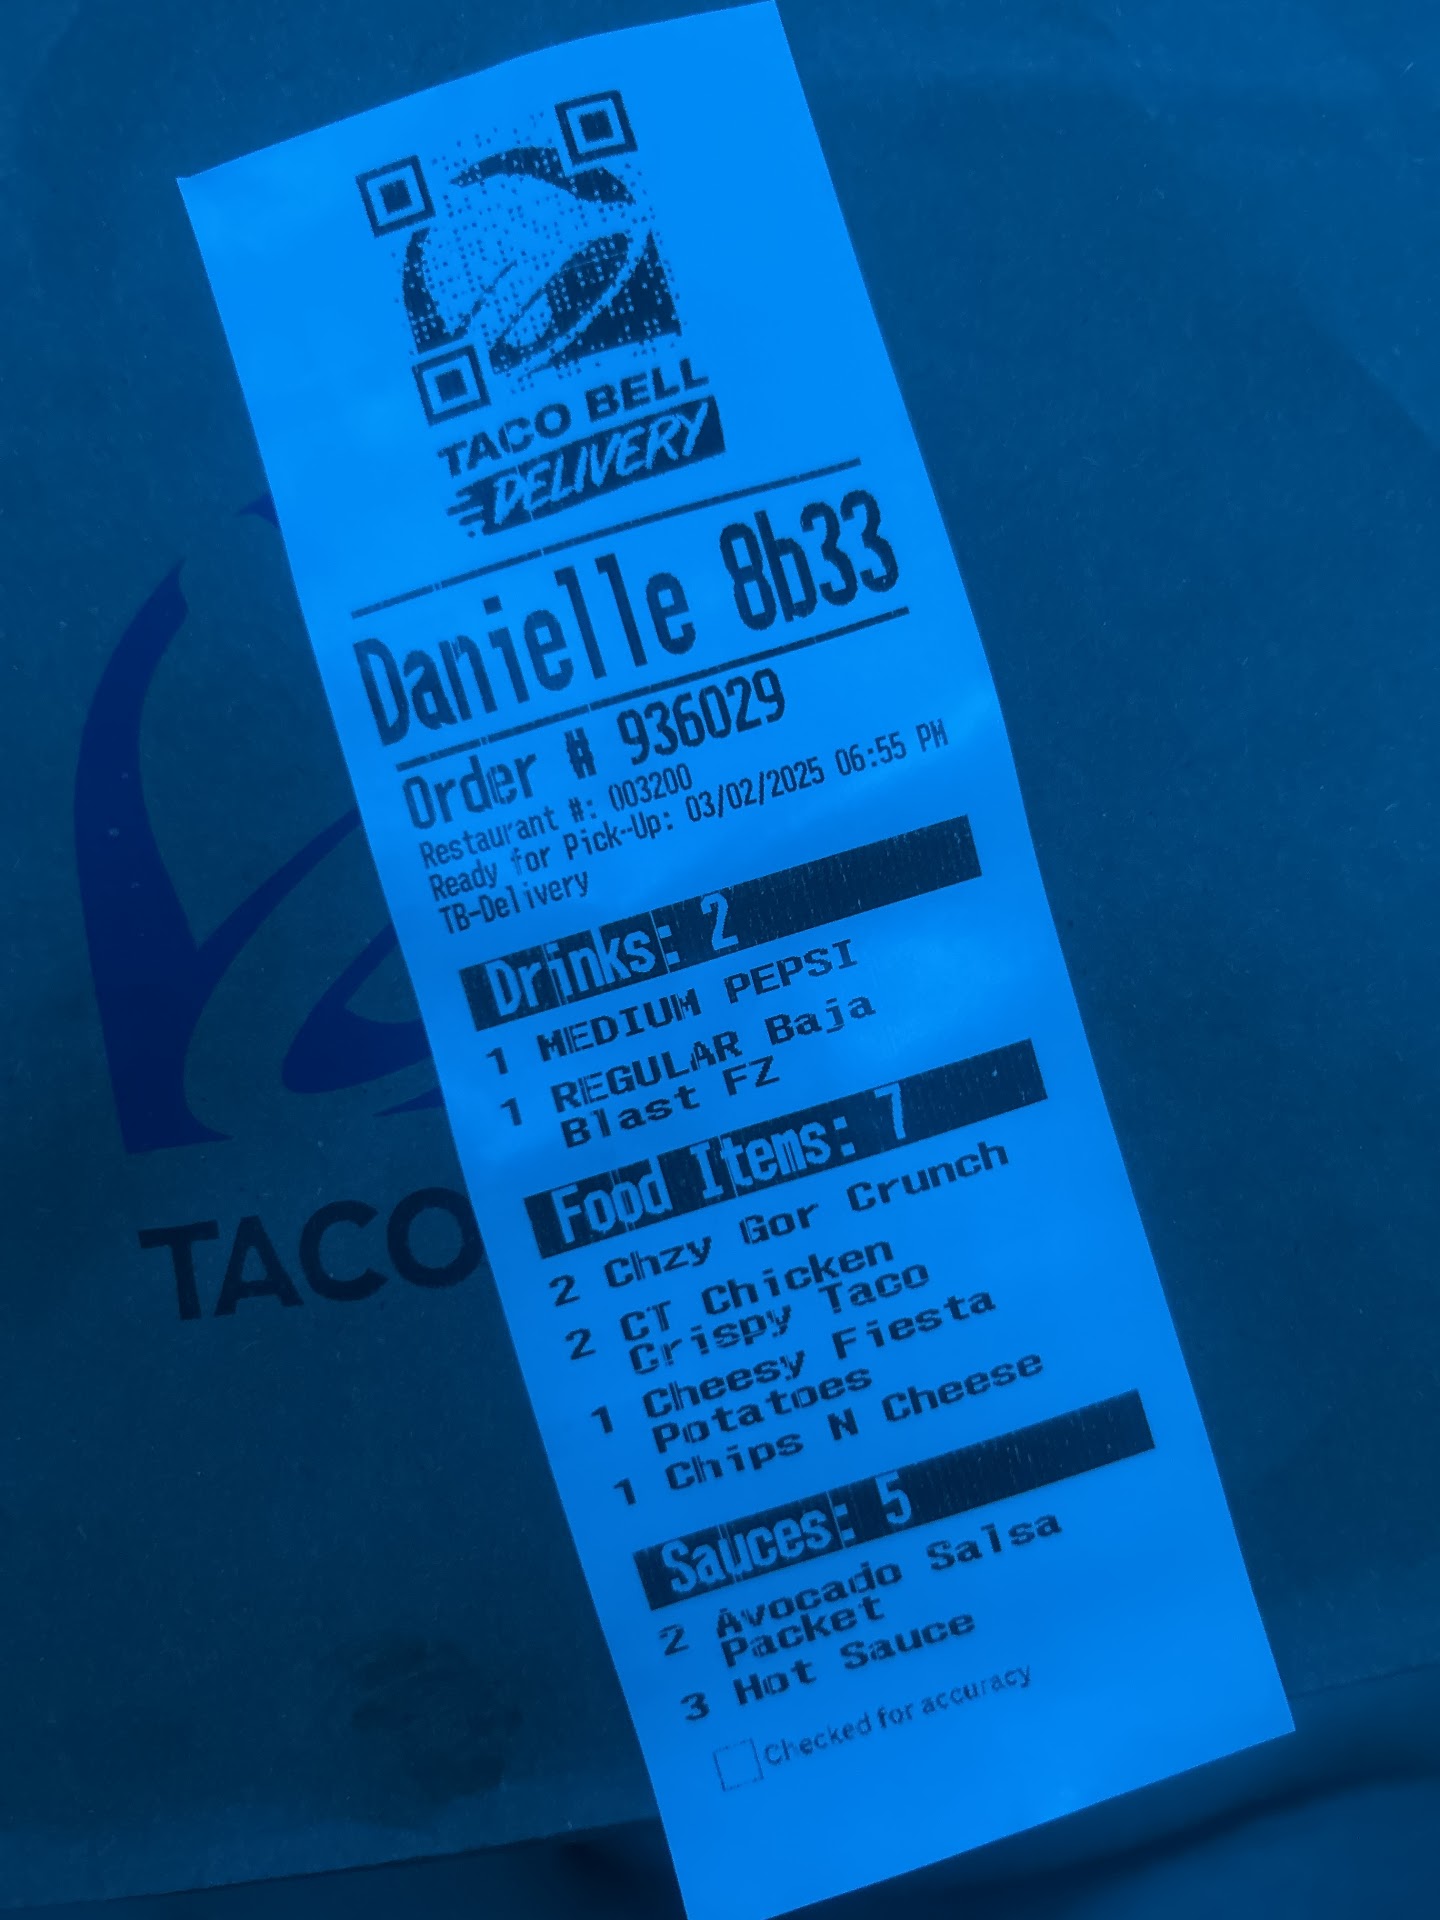 TACO BELL
DELIVERY
Danielle 8b33
Order # 936029
Restaurant #: 003200
Ready for Pick-Up: 03/02/2025 06:55 PM
TB-Delivery
Drinks: 2
1 MEDIUM PEPSI
1 REGULAR Baja
Blast FZ
Food Items: 7
2 Chzy Gor Crunch
2 CT Chicken
Crispy Taco
1 Cheesy Fiesta
Potatoes
1 Chips N Cheese
Sauces: 5
2 Avocado Salsa
Packet
3 Hot Sauce
Checked for accuracy
TACO